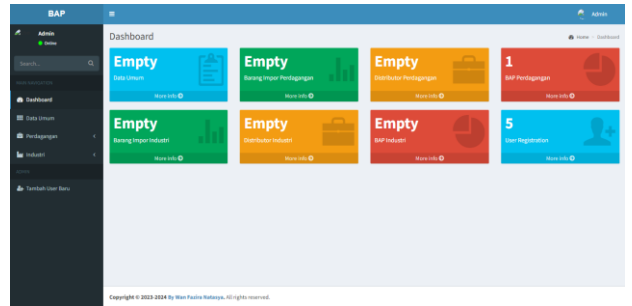 BAP
Admin
Admin
Online
Search...
MAIN NAVIGATION
Dashboard
Data Umum
Perdagangan
Industri
Tambah User Baru
Dashboard
Home > Dashboard
Empty
Data Umum
More info
Empty
Barang Impor Perdagangan
More info
Empty
Distributor Perdagangan
More info
1
BAP Perdagangan
More info
Empty
Barang Impor Industri
More info
Empty
Distributor Industri
More info
Empty
BAP Industri
More info
5
User Registration
More info
Copyright © 2023-2024 By Wan Fasira Natasya. All rights reserved.